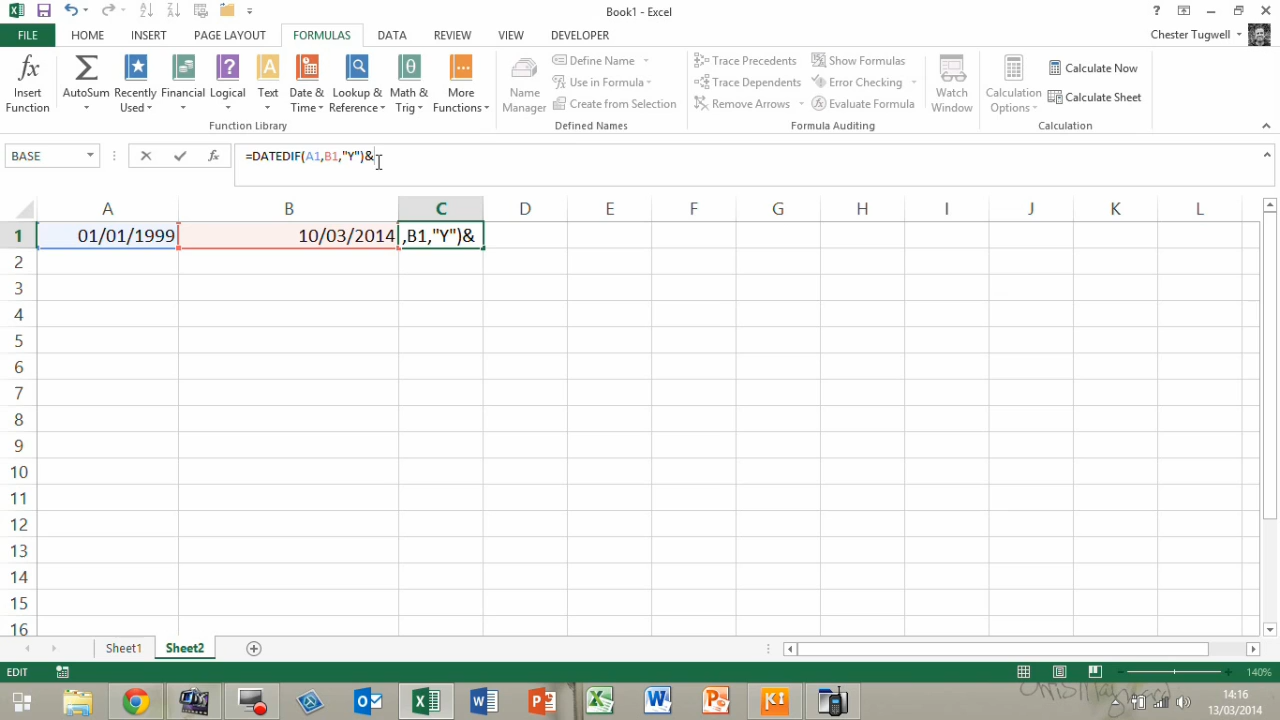 Book1 - Excel
?
FILE HOME INSERT PAGE LAYOUT FORMULAS DATA REVIEW VIEW DEVELOPER Chester Tugwell
Insert Function
AutoSum
Recently Used
Financial
Logical
Text
Date & Time
Lookup & Reference
Math & Trig
More Functions
Function Library
Name Manager
Define Name
Use in Formula
Create from Selection
Defined Names
Trace Precedents
Trace Dependents
Remove Arrows
Show Formulas
Error Checking
Evaluate Formula
Formula Auditing
Watch Window
Calculation Options
Calculate Now
Calculate Sheet
Calculation
BASE fx =DATEDIF(A1,B1,"Y")&
A B C D E F G H I J K L
1 01/01/1999 10/03/2014 ,B1,"Y")&
2
3
4
5
6
7
8
9
10
11
12
13
14
15
16
Sheet1 Sheet2
EDIT 140%
14:16
13/03/2014